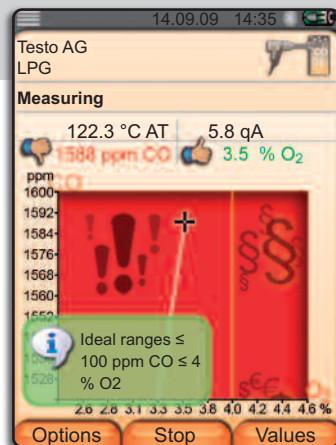 14.09.09 14:35
Testo AG
LPG
Measuring
122.3 °C AT 5.8 qA
1588 ppm CO 3.5 % O₂
ppm
1600
1592
1584
1576
1568
1560
Ideal ranges ≤
100 ppm CO ≤ 4
% O2
1528
2.6 2.8 3.1 3.3 3.5 3.8 4.0 4.2 4.4 4.6 %
Options Stop Values